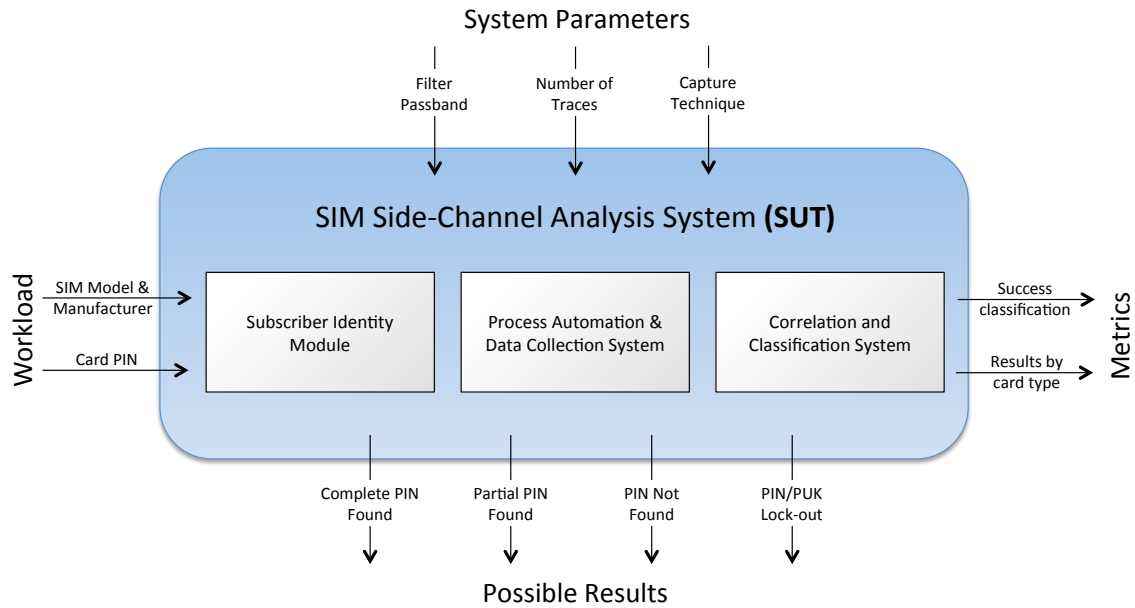 System Parameters
Filter
Passband
Number of
Traces
Capture
Technique
SIM Side-Channel Analysis System (SUT)
Workload
SIM Model &
Manufacturer
Card PIN
Subscriber Identity
Module
Process Automation &
Data Collection System
Correlation and
Classification System
Success
classification
Results by
card type
Metrics
Complete PIN
Found
Partial PIN
Found
PIN Not
Found
PIN/PUK
Lock-out
Possible Results